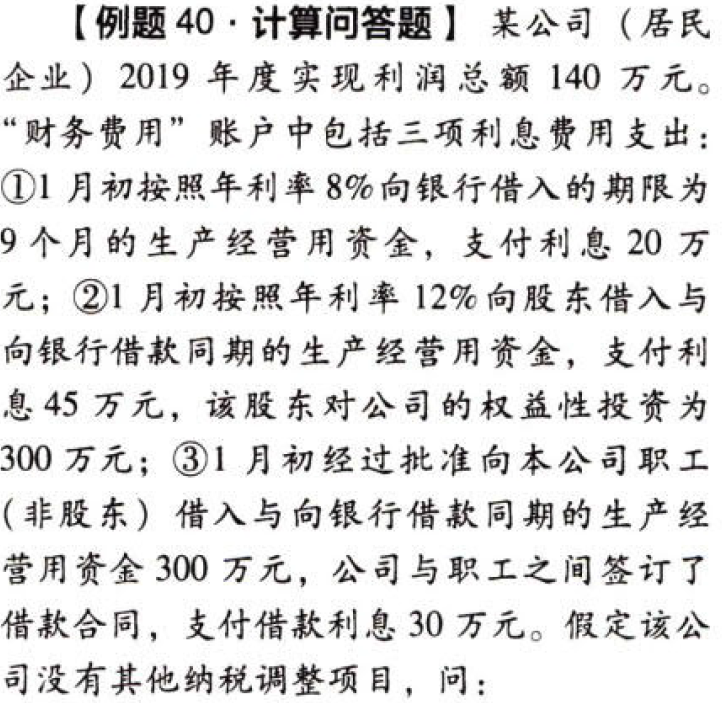 【例题 40·计算问答题】 某公司（居民
企业）2019 年度实现利润总额 140 万元。
“财务费用” 账户中包括三项利息费用支出：
①1 月初按照年利率 8%向银行借入的期限为
9 个月的生产经营用资金，支付利息 20 万
元；②1 月初按照年利率 12%向股东借入与
向银行借款同期的生产经营用资金，支付利
息 45 万元，该股东对公司的权益性投资为
300 万元；③1 月初经过批准向本公司职工
（非股东）借入与向银行借款同期的生产经
营用资金 300 万元，公司与职工之间签订了
借款合同，支付借款利息 30 万元。假定该公
司没有其他纳税调整项目，问：